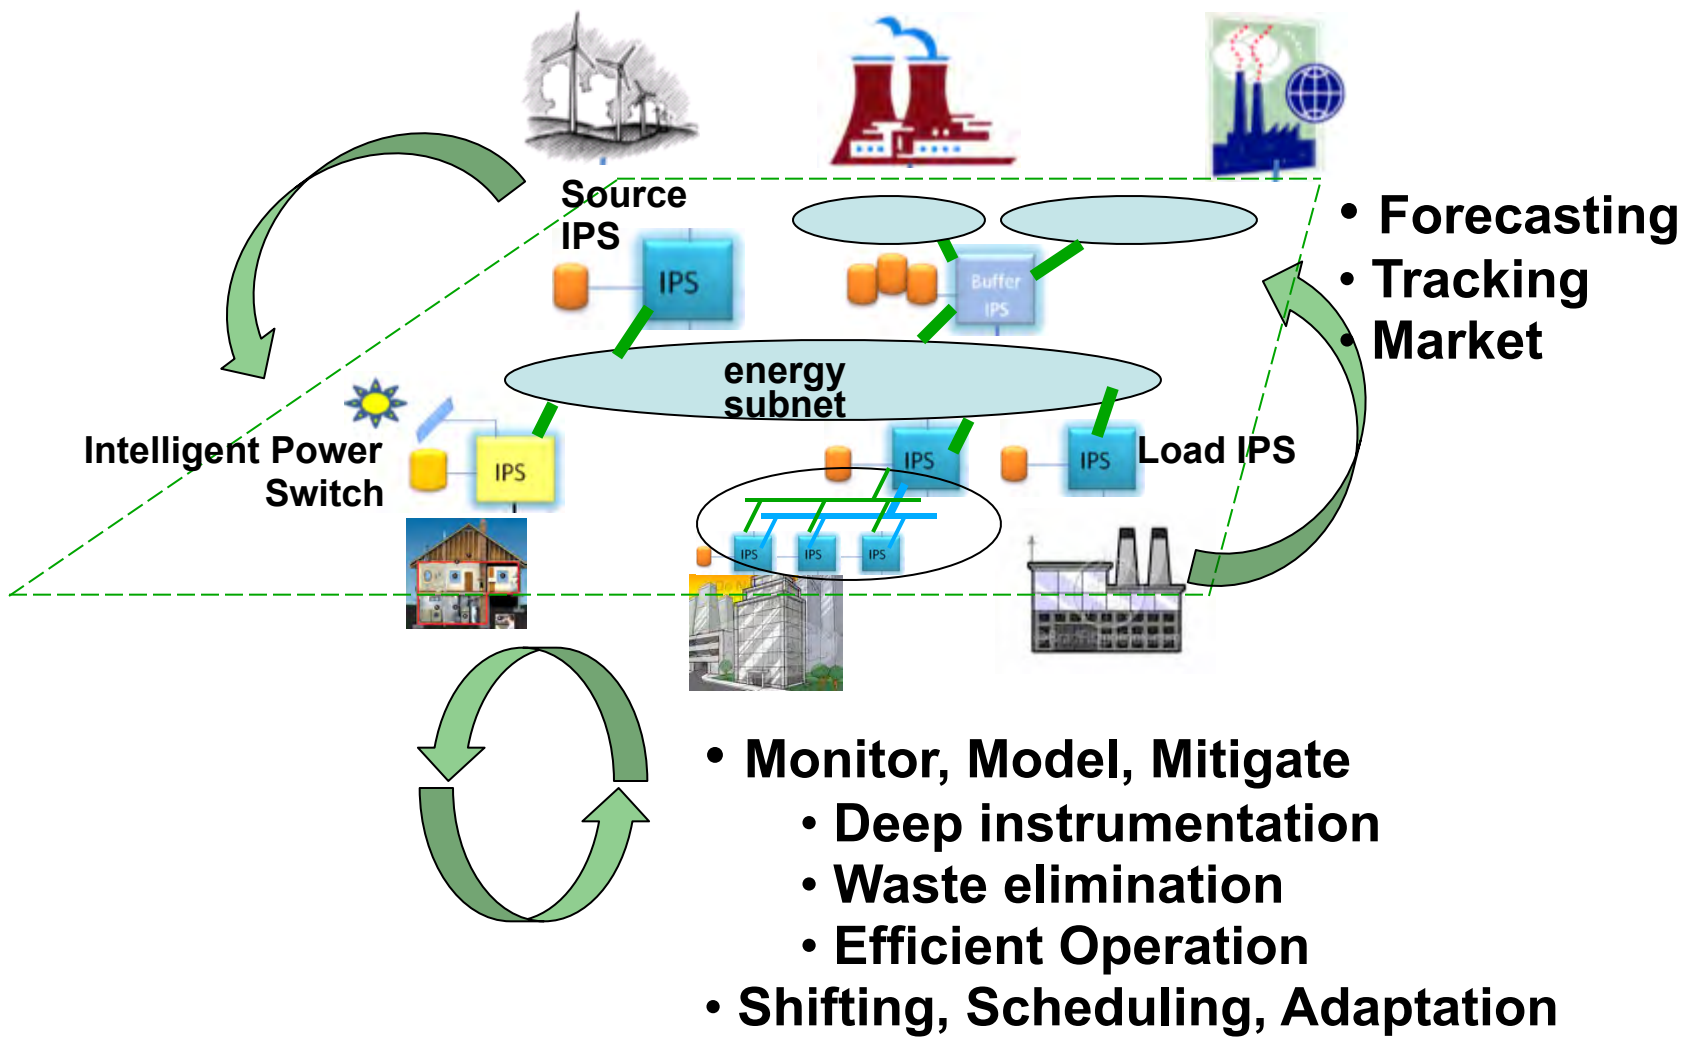 Source
IPS
• Forecasting
• Tracking
• Market
IPS
Buffer
IPS
energy
subnet
Intelligent Power
Switch
IPS
IPS
IPS
Load IPS
IPS
IPS
IPS
• Monitor, Model, Mitigate
• Deep instrumentation
• Waste elimination
• Efficient Operation
• Shifting, Scheduling, Adaptation